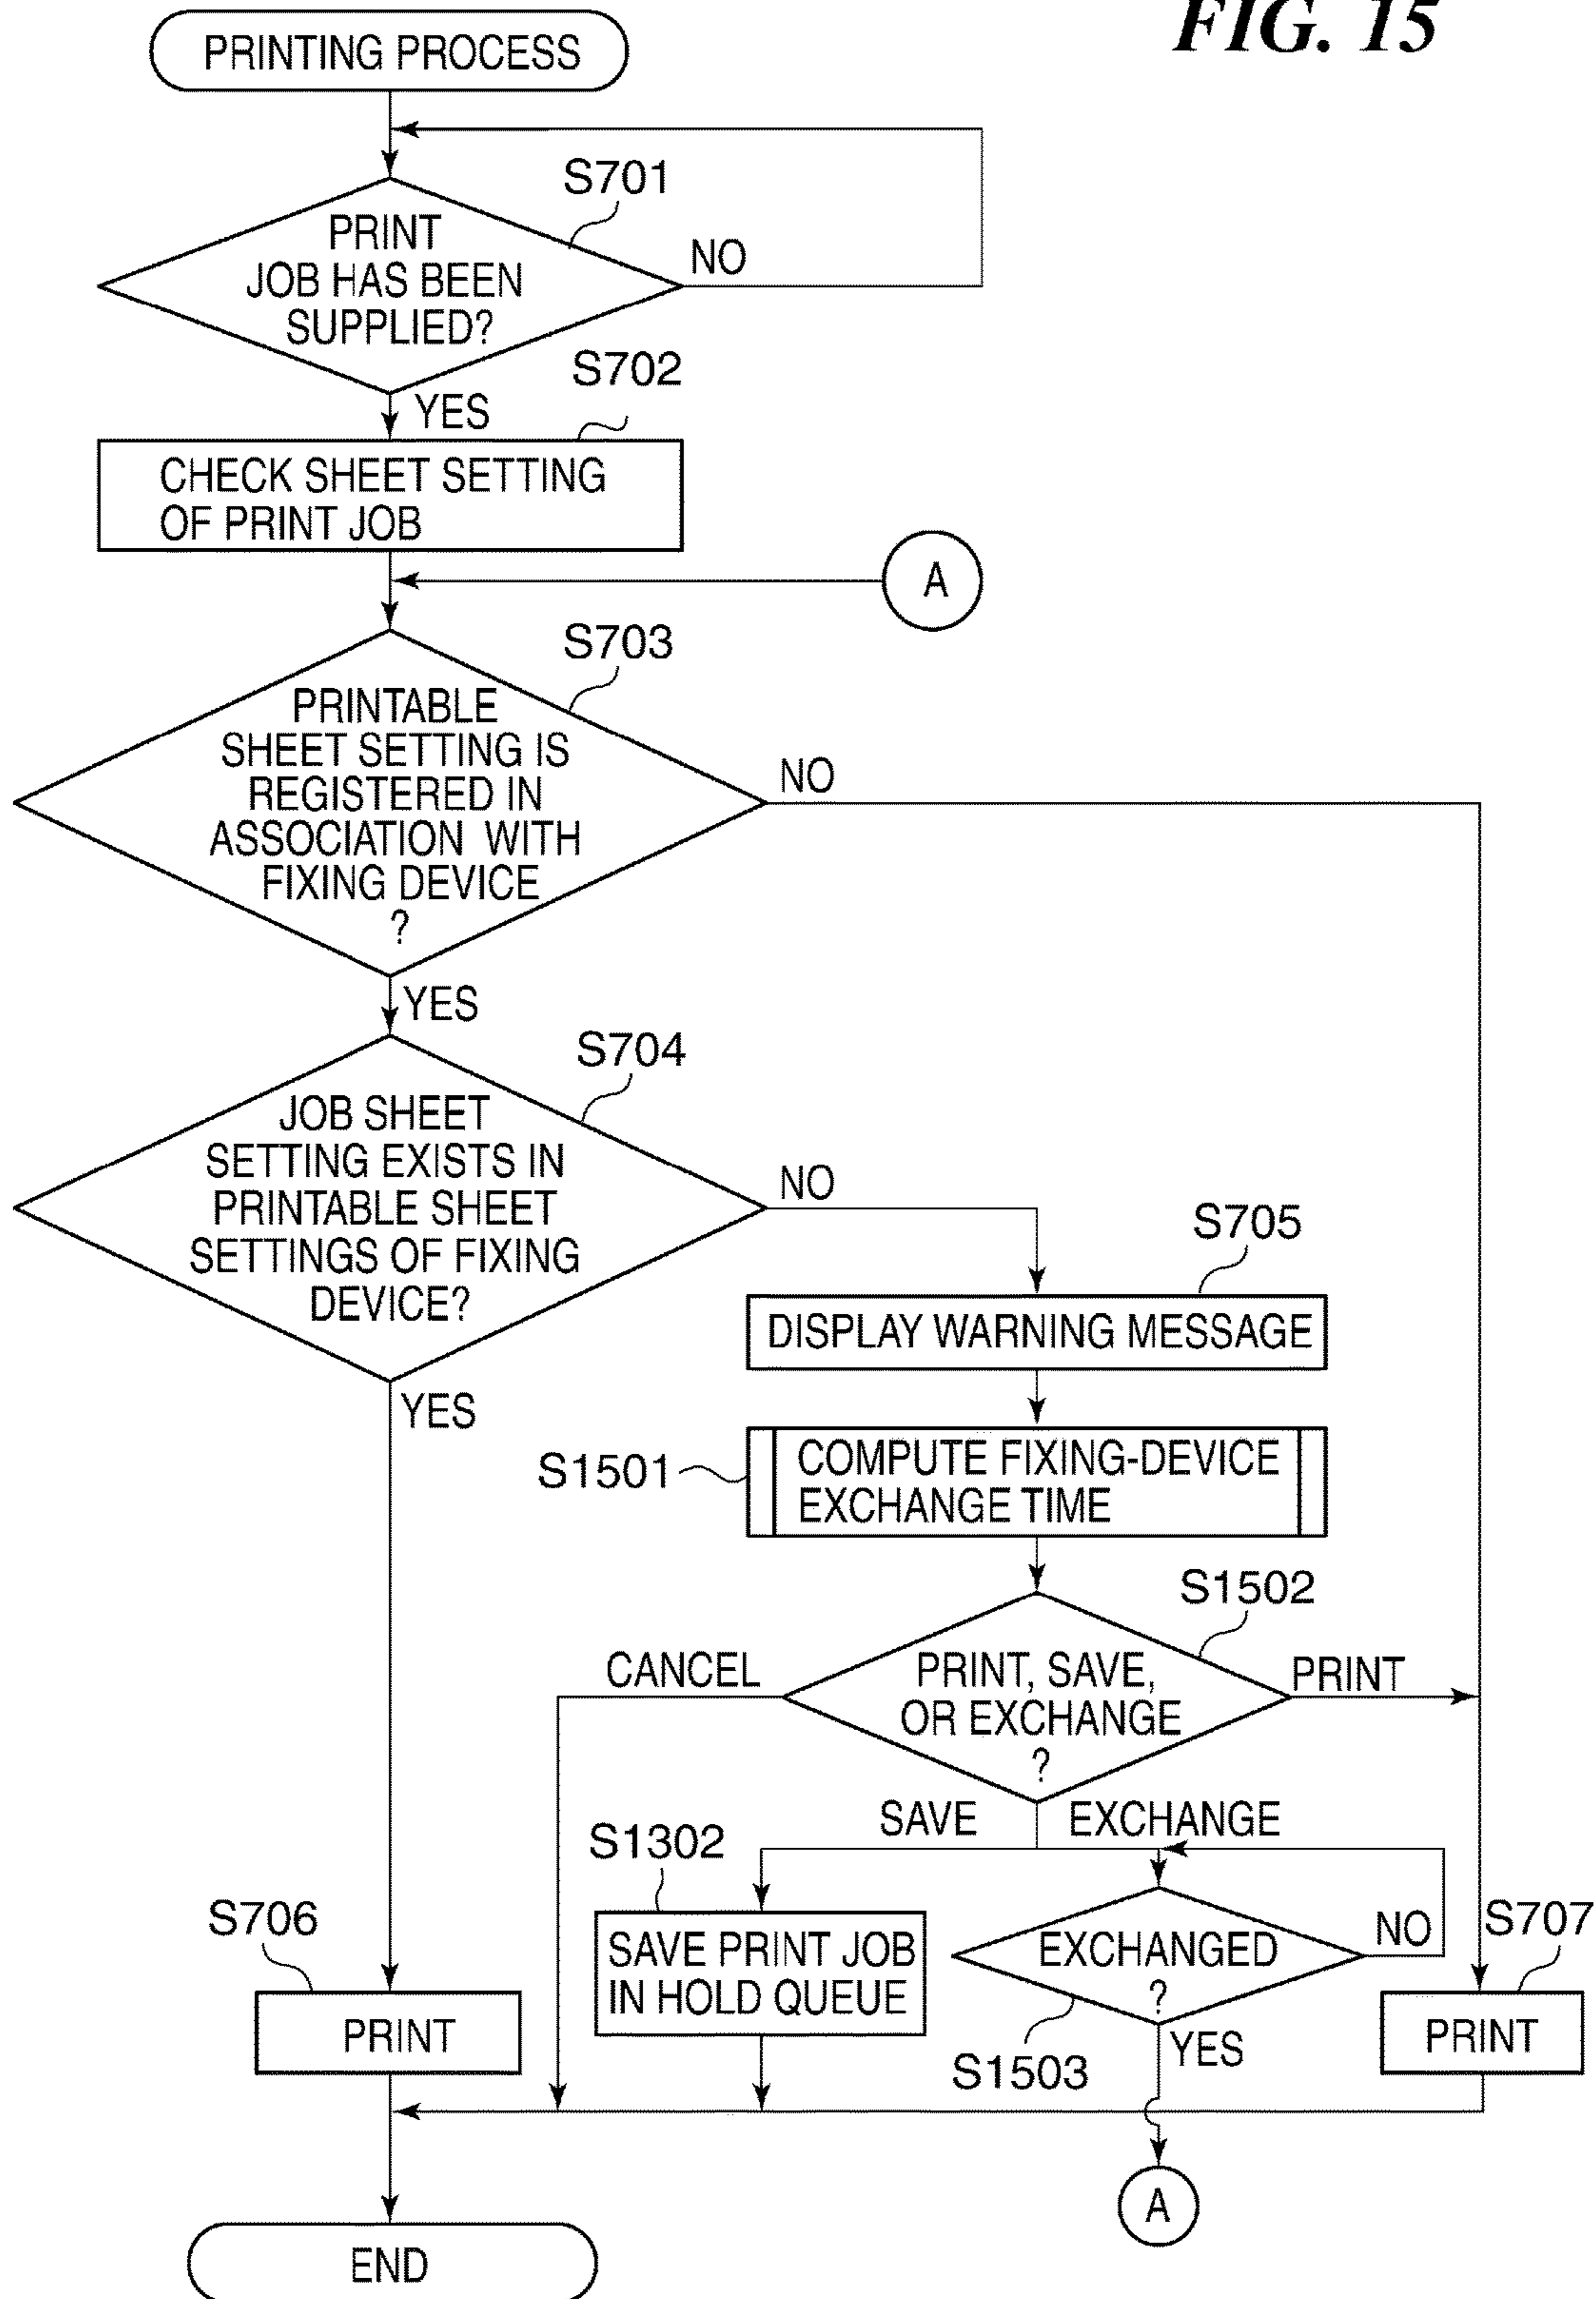 FIG. 15
PRINTING PROCESS
S701
PRINT
JOB HAS BEEN
SUPPLIED?
NO
YES
S702
CHECK SHEET SETTING
OF PRINT JOB
A
S703
PRINTABLE
SHEET SETTING IS
REGISTERED IN
ASSOCIATION WITH
FIXING DEVICE
?
NO
YES
S704
JOB SHEET
SETTING EXISTS IN
PRINTABLE SHEET
SETTINGS OF FIXING
DEVICE?
NO
YES
S705
DISPLAY WARNING MESSAGE
S1501
COMPUTE FIXING-DEVICE
EXCHANGE TIME
S1502
PRINT, SAVE,
OR EXCHANGE
?
CANCEL
PRINT
SAVE
EXCHANGE
S1302
SAVE PRINT JOB
IN HOLD QUEUE
EXCHANGED
?
NO
S1503
YES
S706
PRINT
S707
PRINT
A
END